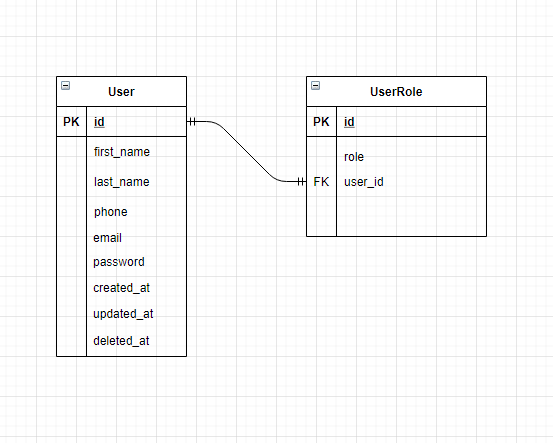 User
PK id
first_name
last_name
phone
email
password
created_at
updated_at
deleted_at
UserRole
PK id
role
FK user_id